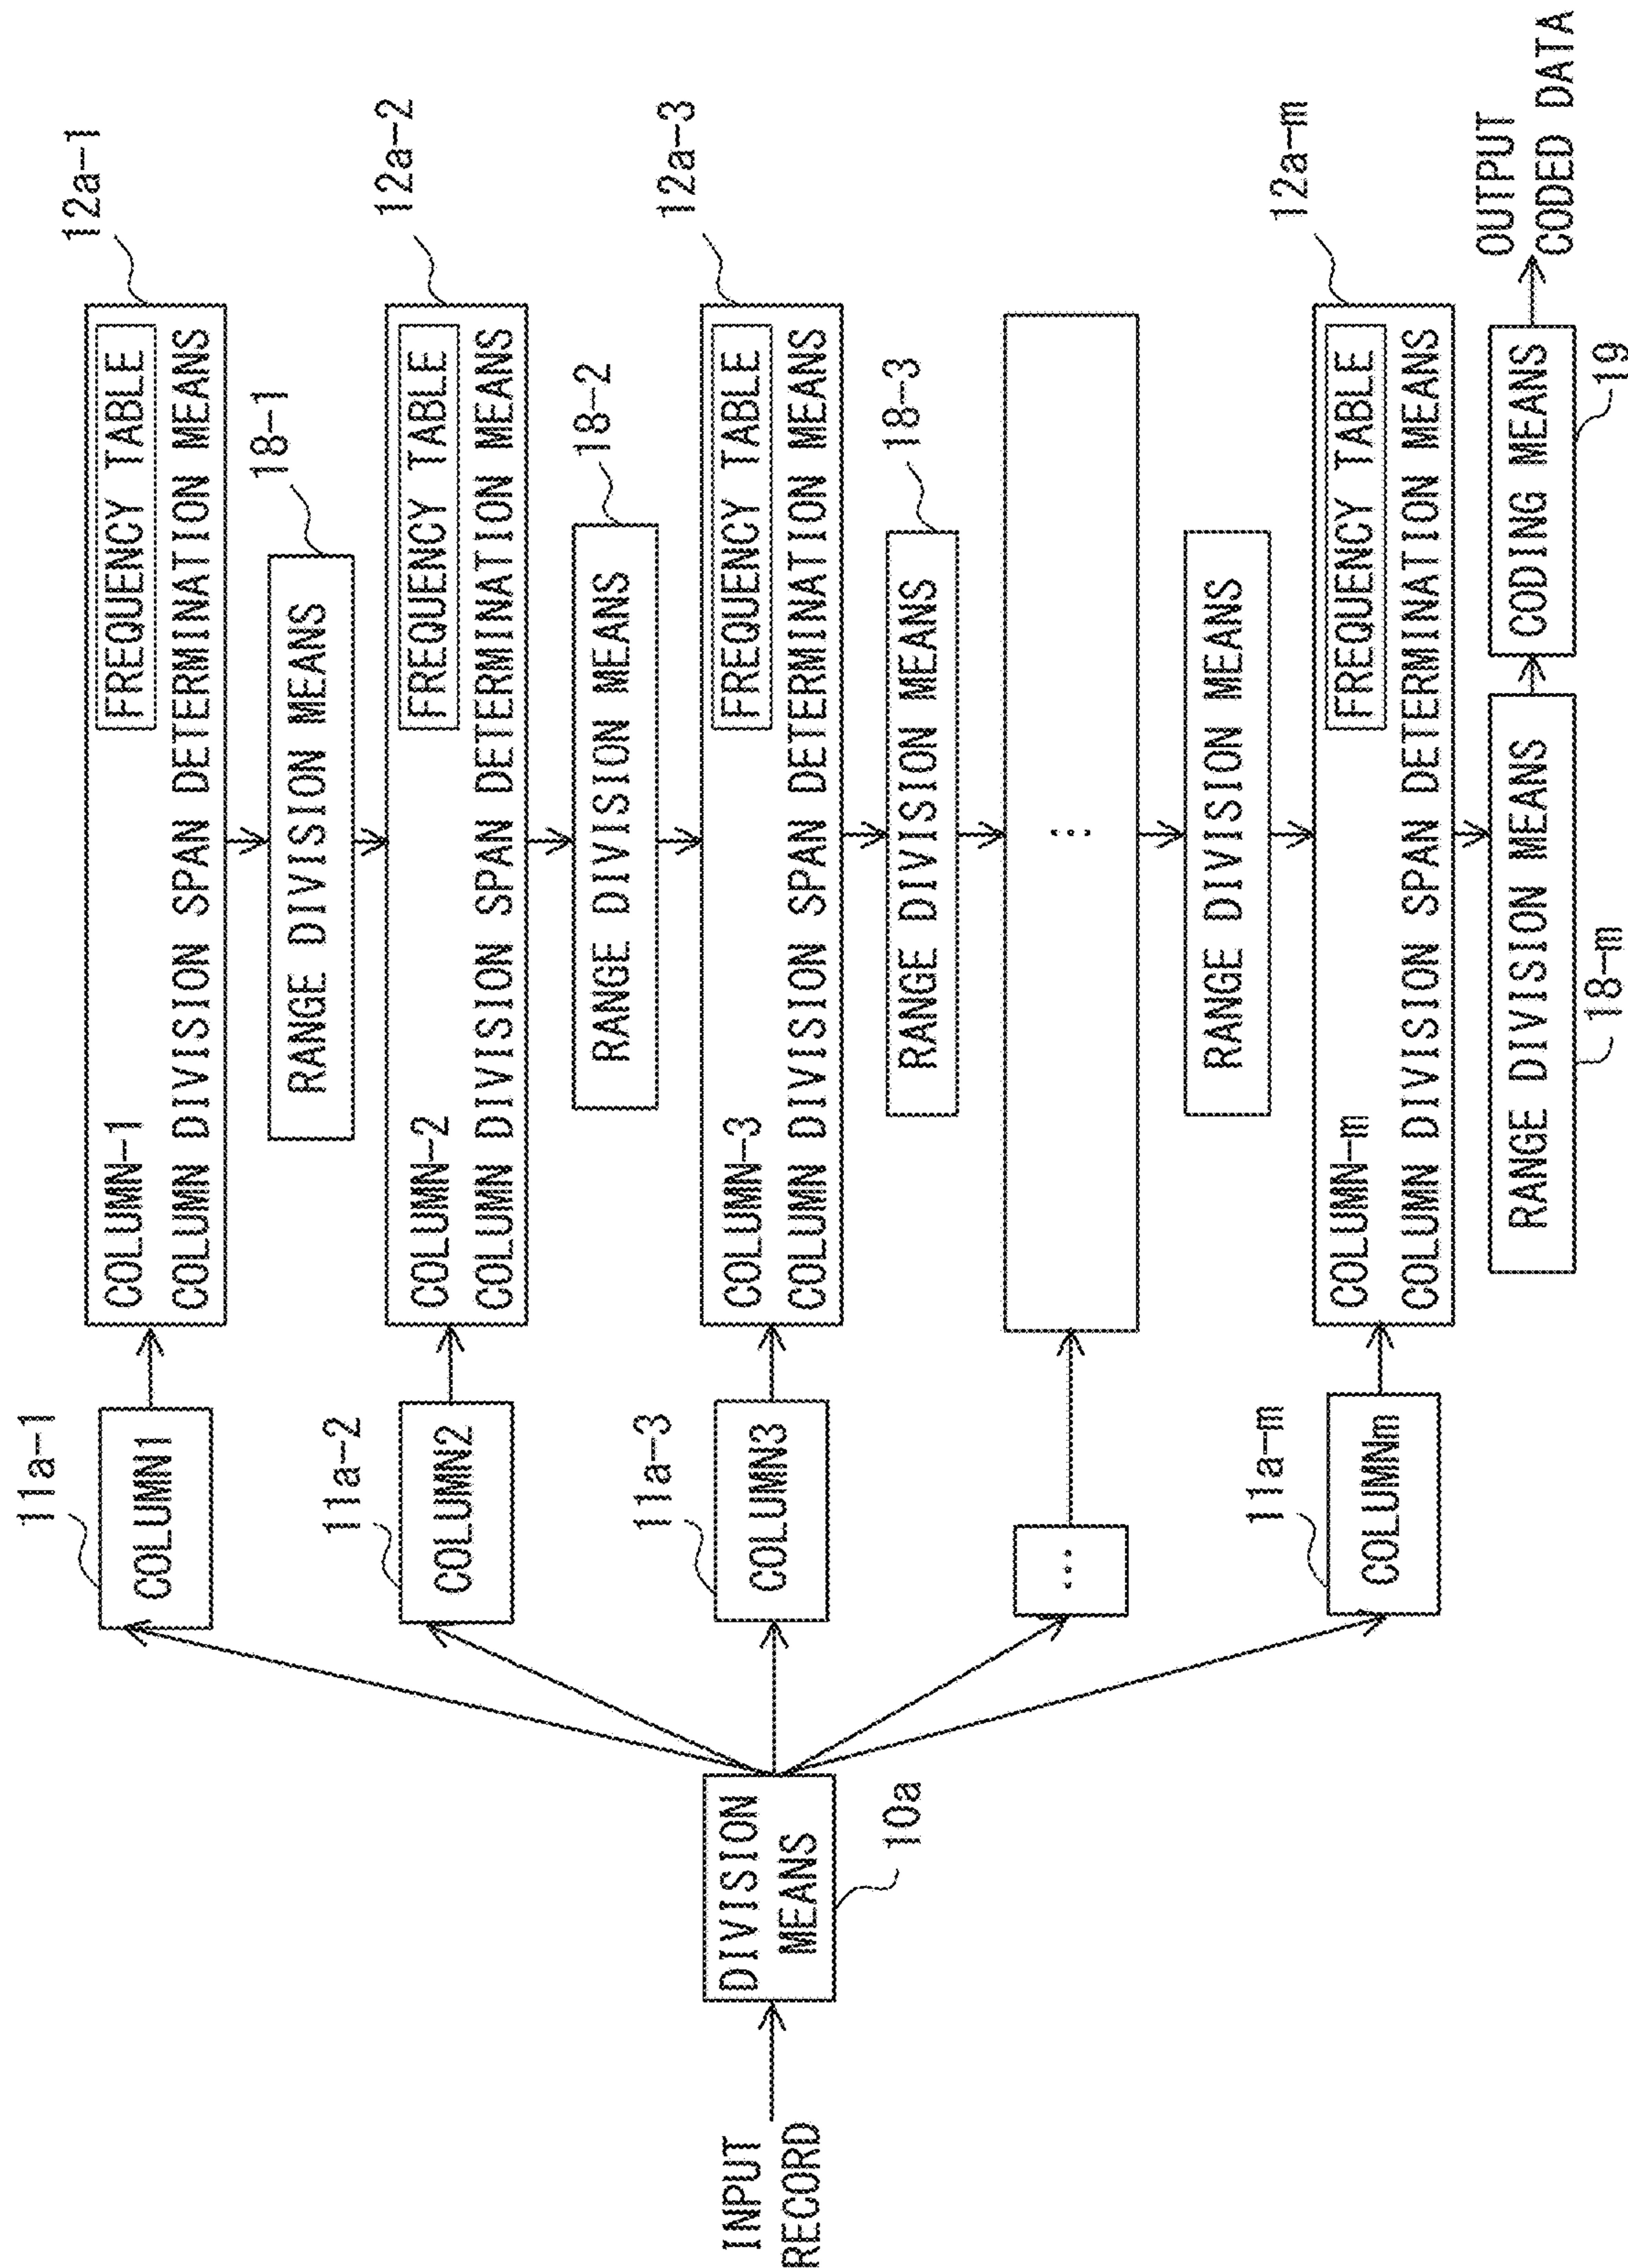 INPUT
RECORD
DIVISION
MEANS
10a
11a-1
COLUMN1
11a-2
COLUMN2
11a-3
COLUMN3
...
11a-m
COLUMNm
12a-1
COLUMN-1
FREQUENCY TABLE
COLUMN DIVISION SPAN DETERMINATION MEANS
18-1
RANGE DIVISION MEANS
12a-2
COLUMN-2
FREQUENCY TABLE
COLUMN DIVISION SPAN DETERMINATION MEANS
18-2
RANGE DIVISION MEANS
12a-3
COLUMN-3
FREQUENCY TABLE
COLUMN DIVISION SPAN DETERMINATION MEANS
18-3
RANGE DIVISION MEANS
...
RANGE DIVISION MEANS
12a-m
COLUMN-m
FREQUENCY TABLE
COLUMN DIVISION SPAN DETERMINATION MEANS
RANGE DIVISION MEANS
18-m
CODING MEANS
19
OUTPUT
CODED DATA